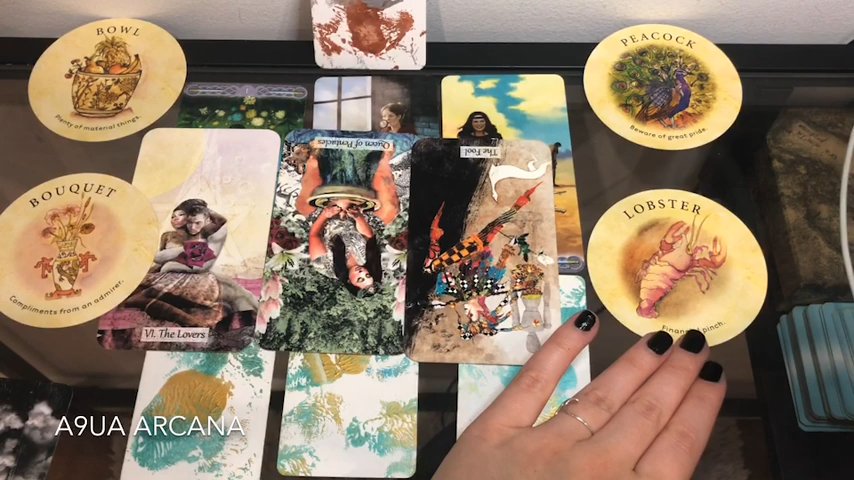 BOWL
Plenty of material things.
PEACOCK
Beware of great pride.
I
Queen of Pentacles
The Fool
BOUQUET
Compliments from an admirer.
LOBSTER
pinch.
VI. The Lovers
A9UA ARCANA